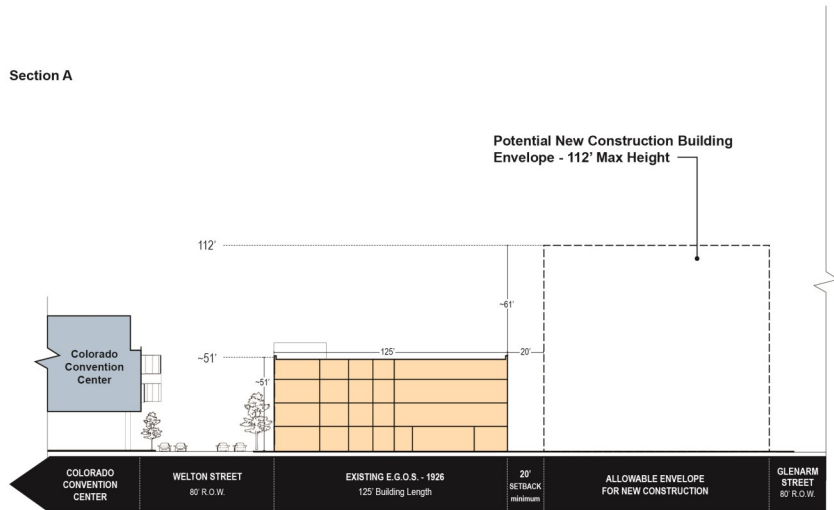 Section A
Potential New Construction Building
Envelope - 112' Max Height
112'
~61'
125'
20'
~51'
~51'
Colorado
Convention
Center
COLORADO
CONVENTION
CENTER
WELTON STREET
80' R.O.W.
EXISTING E.G.O.S. - 1926
125' Building Length
20'
SETBACK
minimum
ALLOWABLE ENVELOPE
FOR NEW CONSTRUCTION
GLENARM
STREET
80' R.O.W.